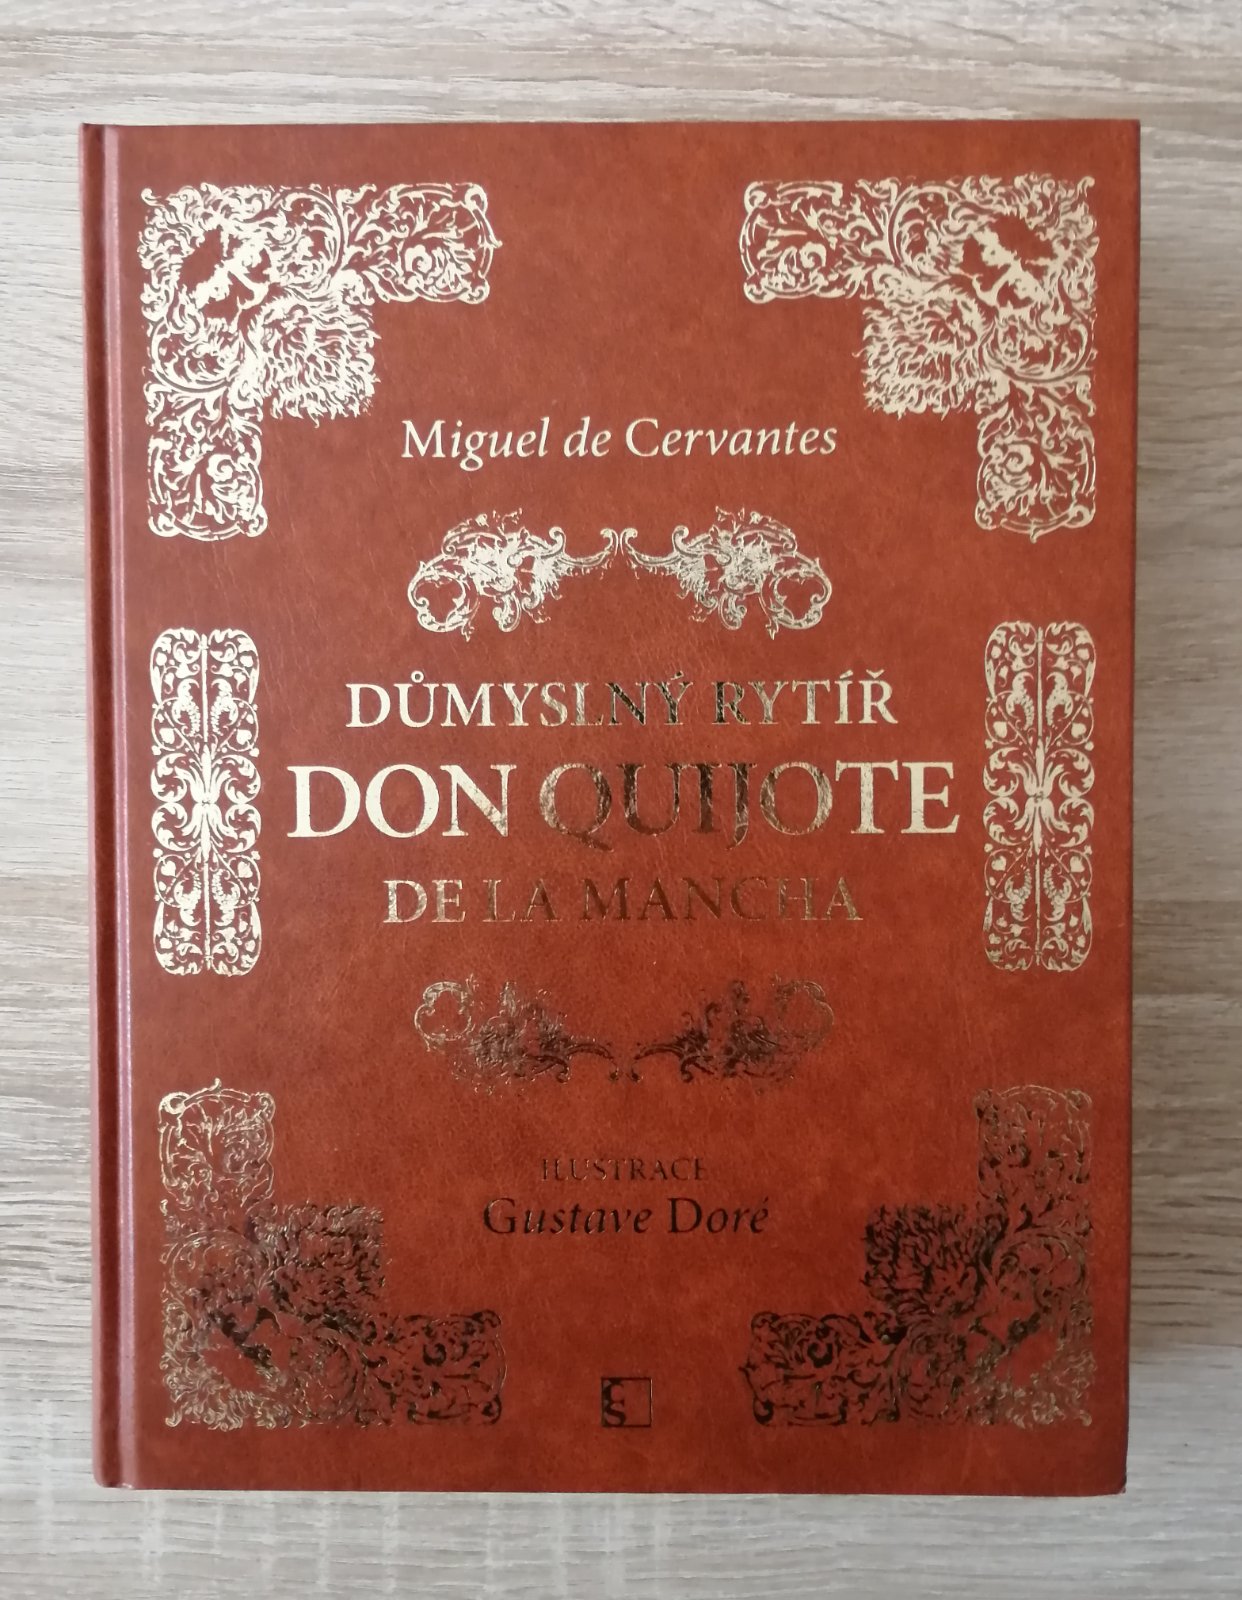 Miguel de Cervantes
DŮMYSLNÝ RYTÍŘ
DON QUIJOTE
DE LA MANCHA
ILUSTRACE
Gustave Doré